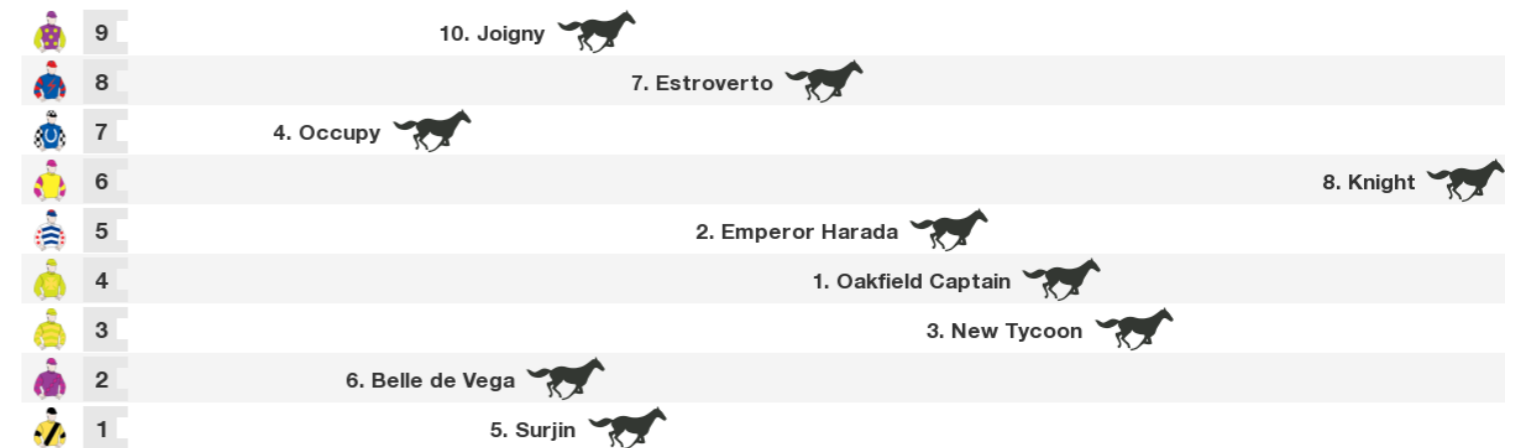 9 10. Joigny
8 7. Estroverto
7 4. Occupy
6 8. Knight
5 2. Emperor Harada
4 1. Oakfield Captain
3 3. New Tycoon
2 6. Belle de Vega
1 5. Surjin